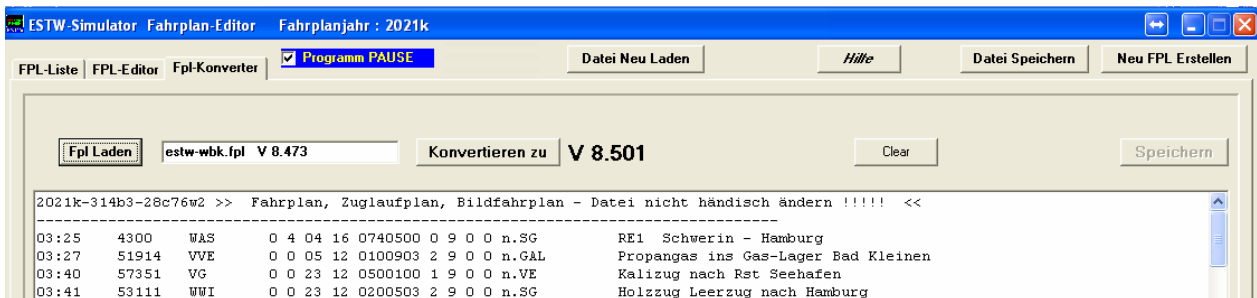 ESTW-Simulator Fahrplan-Editor Fahrplanjahr : 2021k
FPL-Liste FPL-Editor Fpl-Konverter Programm PAUSE Datei Neu Laden Hilfe Datei Speichern Neu FPL Erstellen
Fpl Laden estw-wbk.fpl V 8.473 Konvertieren zu V 8.501 Clear Speichern
2021k-314b3-28c76w2 >> Fahrplan, Zuglaufplan, Bildfahrplan - Datei nicht händisch ändern !!!!! <<
--------------------------------------------------------------------------------
03:25 4300 WAS 0 4 04 16 0740500 0 9 0 0 n.SG RE1 Schwerin - Hamburg
03:27 51914 VVE 0 0 05 12 0100903 2 9 0 0 n.GAL Propangas ins Gas-Lager Bad Kleinen
03:40 57351 VG 0 0 23 12 0500100 1 9 0 0 n.VE Kalizug nach Rst Seehafen
03:41 53111 WWI 0 0 23 12 0200503 2 9 0 0 n.SG Holzzug Leerzug nach Hamburg